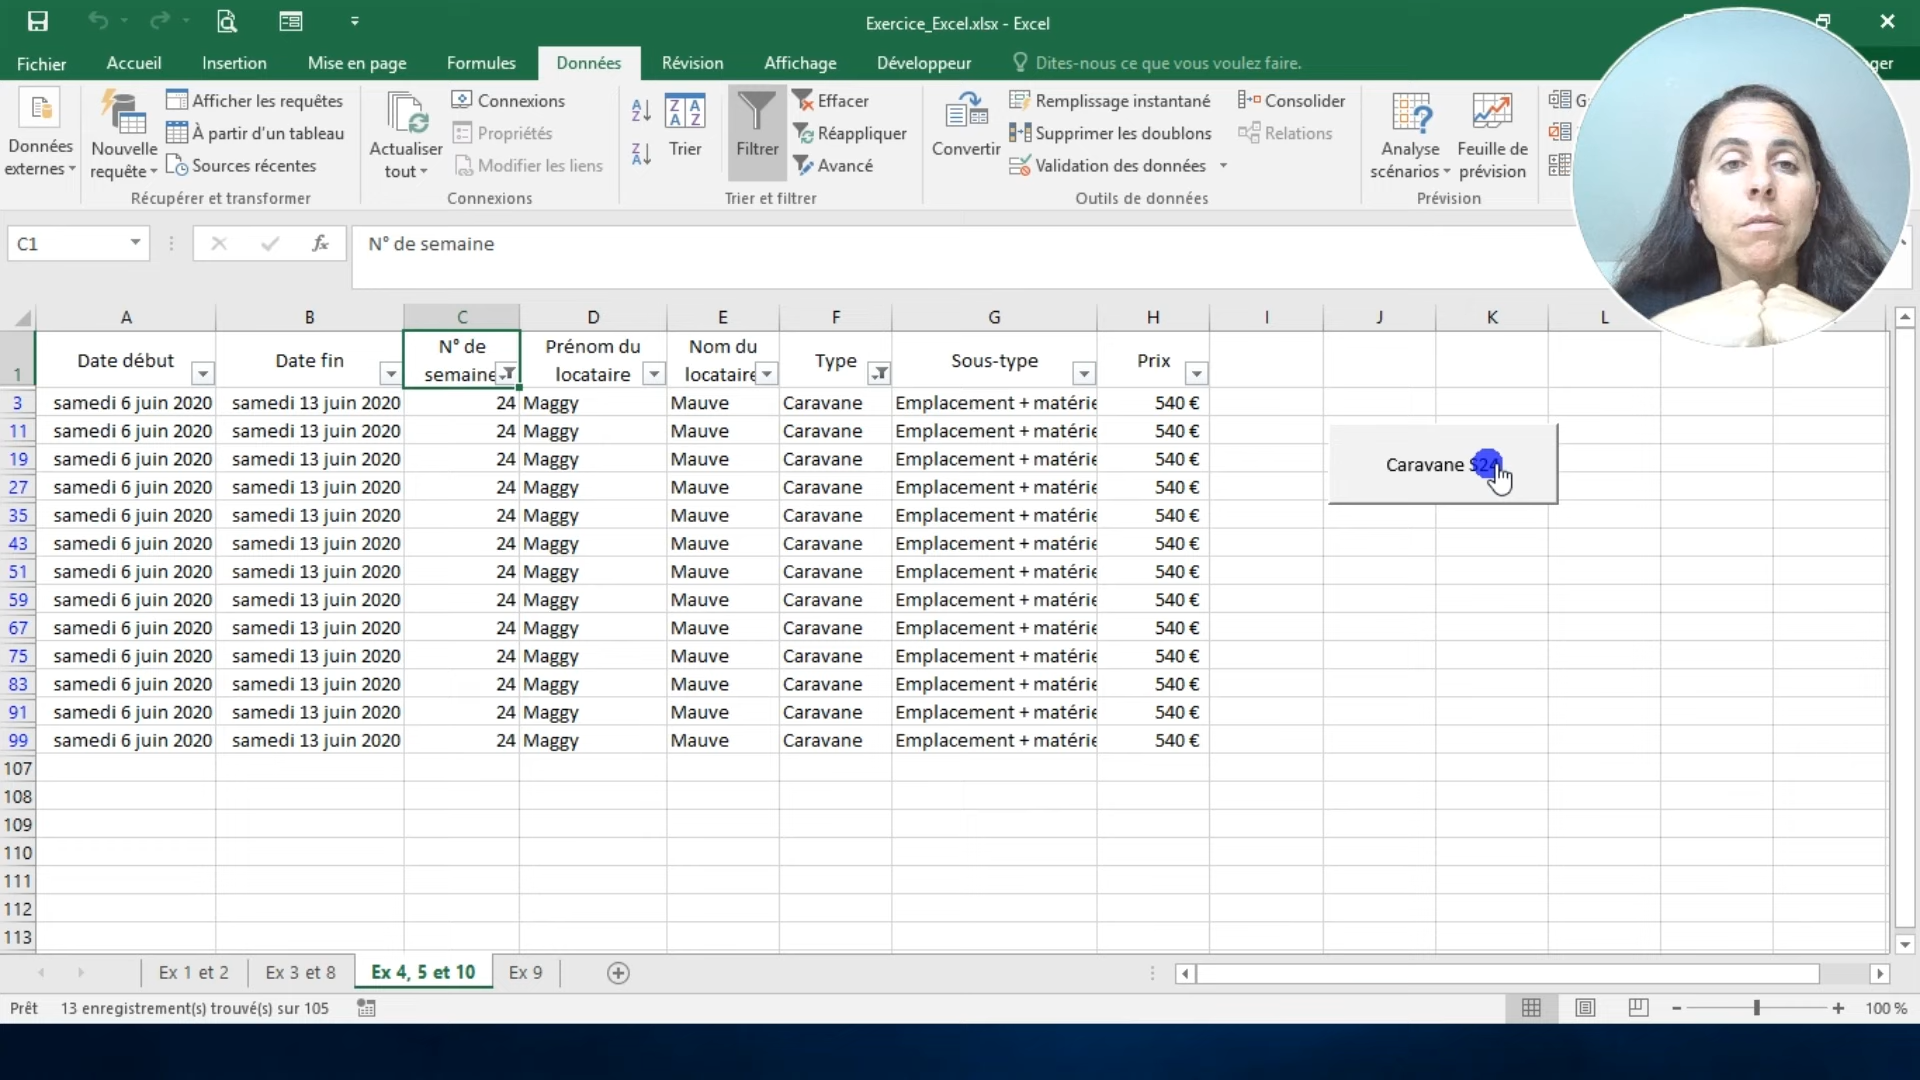 Exercice_Excel.xlsx - Excel
Fichier Accueil Insertion Mise en page Formules Données Révision Affichage Développeur Dites-nous ce que vous voulez faire.
Données externes
Nouvelle requête
Afficher les requêtes
À partir d'un tableau
Sources récentes
Récupérer et transformer
Actualiser tout
Connexions
Propriétés
Modifier les liens
Connexions
Trier
Filtrer
Effacer
Réappliquer
Avancé
Trier et filtrer
Convertir
Remplissage instantané
Supprimer les doublons
Validation des données
Consolider
Relations
Outils de données
Analyse scénarios
Feuille de prévision
Prévision
C1 fx N° de semaine
A B C D E F G H I J K L
1 Date début Date fin N° de semaine Prénom du locataire Nom du locataire Type Sous-type Prix
3 samedi 6 juin 2020 samedi 13 juin 2020 24 Maggy Mauve Caravane Emplacement + matérie 540 €
11 samedi 6 juin 2020 samedi 13 juin 2020 24 Maggy Mauve Caravane Emplacement + matérie 540 €
19 samedi 6 juin 2020 samedi 13 juin 2020 24 Maggy Mauve Caravane Emplacement + matérie 540 €
27 samedi 6 juin 2020 samedi 13 juin 2020 24 Maggy Mauve Caravane Emplacement + matérie 540 €
35 samedi 6 juin 2020 samedi 13 juin 2020 24 Maggy Mauve Caravane Emplacement + matérie 540 €
43 samedi 6 juin 2020 samedi 13 juin 2020 24 Maggy Mauve Caravane Emplacement + matérie 540 €
51 samedi 6 juin 2020 samedi 13 juin 2020 24 Maggy Mauve Caravane Emplacement + matérie 540 €
59 samedi 6 juin 2020 samedi 13 juin 2020 24 Maggy Mauve Caravane Emplacement + matérie 540 €
67 samedi 6 juin 2020 samedi 13 juin 2020 24 Maggy Mauve Caravane Emplacement + matérie 540 €
75 samedi 6 juin 2020 samedi 13 juin 2020 24 Maggy Mauve Caravane Emplacement + matérie 540 €
83 samedi 6 juin 2020 samedi 13 juin 2020 24 Maggy Mauve Caravane Emplacement + matérie 540 €
91 samedi 6 juin 2020 samedi 13 juin 2020 24 Maggy Mauve Caravane Emplacement + matérie 540 €
99 samedi 6 juin 2020 samedi 13 juin 2020 24 Maggy Mauve Caravane Emplacement + matérie 540 €
107
108
109
110
111
112
113
Caravane S24
Ex 1 et 2 Ex 3 et 8 Ex 4, 5 et 10 Ex 9
Prêt 13 enregistrement(s) trouvé(s) sur 105 100 %